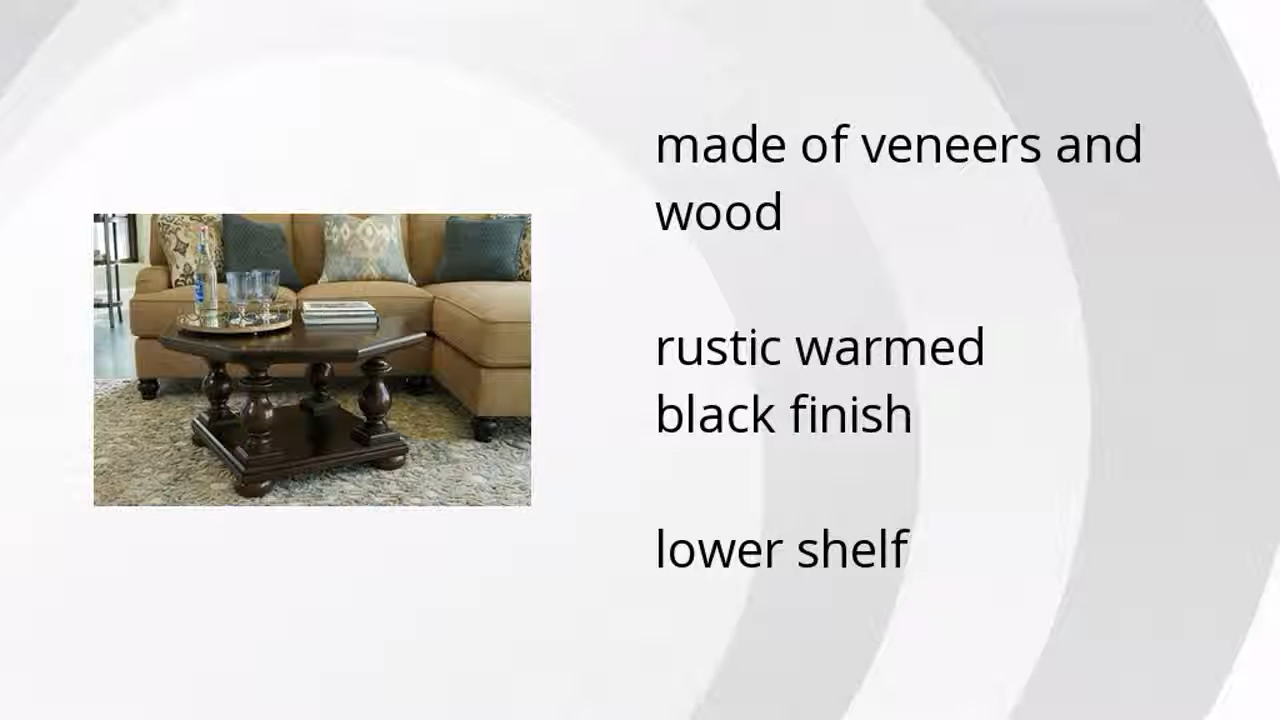 made of veneers and
wood
rustic warmed
black finish
lower shelf